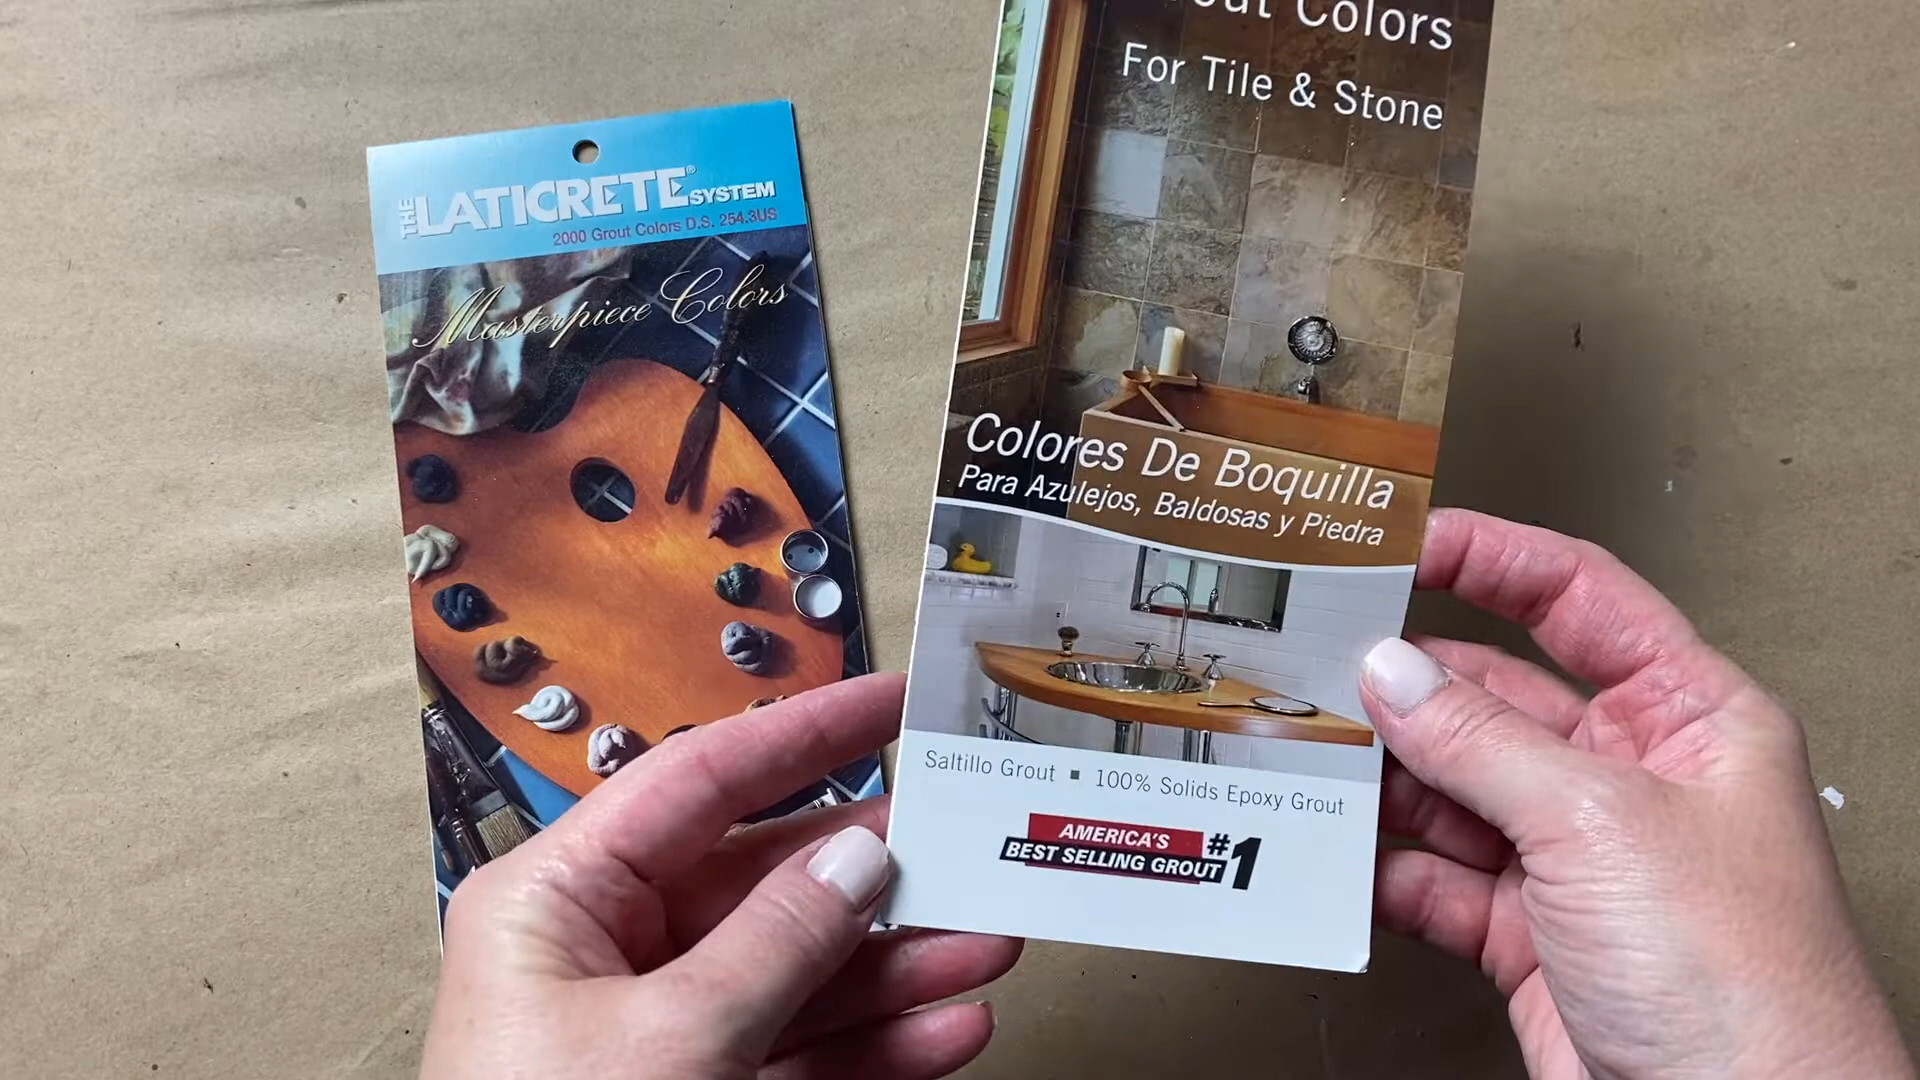 THE LATICRETE® SYSTEM
2000 Grout Colors D.S. 254.3US
Masterpiece Colors
Colors
For Tile & Stone
Colores De Boquilla
Para Azulejos, Baldosas y Piedra
Saltillo Grout ▪ 100% Solids Epoxy Grout
AMERICA'S
BEST SELLING GROUT #1